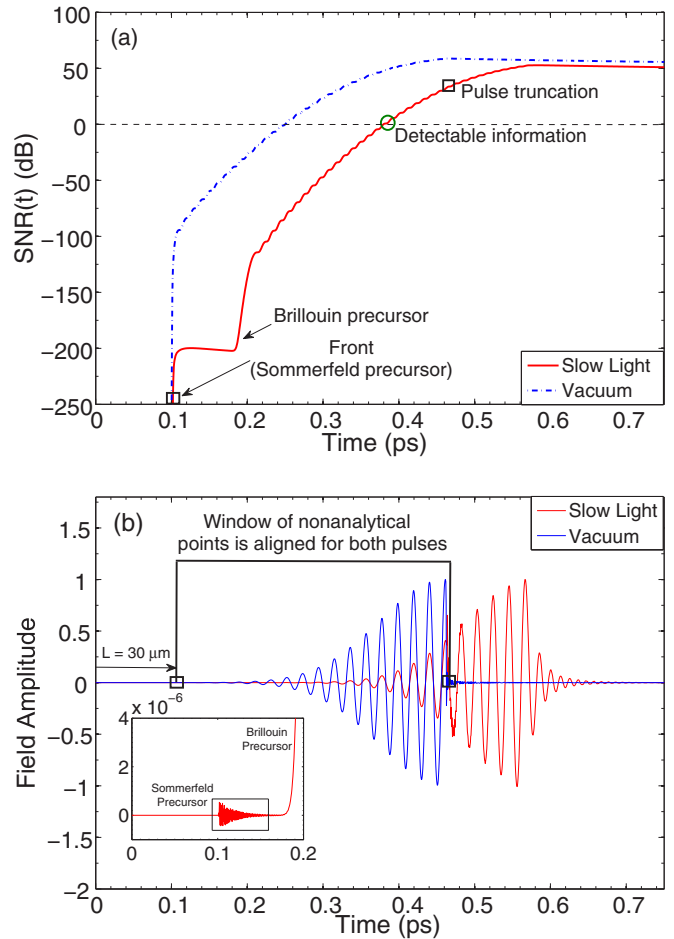 (a)
SNR(t) (dB)
100
50
0
−50
−100
−150
−200
−250
Pulse truncation
Detectable information
Brillouin precursor
Front
(Sommerfeld precursor)
Slow Light
Vacuum
0 0.1 0.2 0.3 0.4 0.5 0.6 0.7
Time (ps)
(b)
Field Amplitude
1.5
1
0.5
0
−0.5
−1
−1.5
−2
Slow Light
Vacuum
Window of nonanalytical
points is aligned for both pulses
L = 30 μm
x 10⁻⁶
4
2
0
Brillouin
Precursor
Sommerfeld
Precursor
0 0.1 0.2
0 0.1 0.2 0.3 0.4 0.5 0.6 0.7
Time (ps)